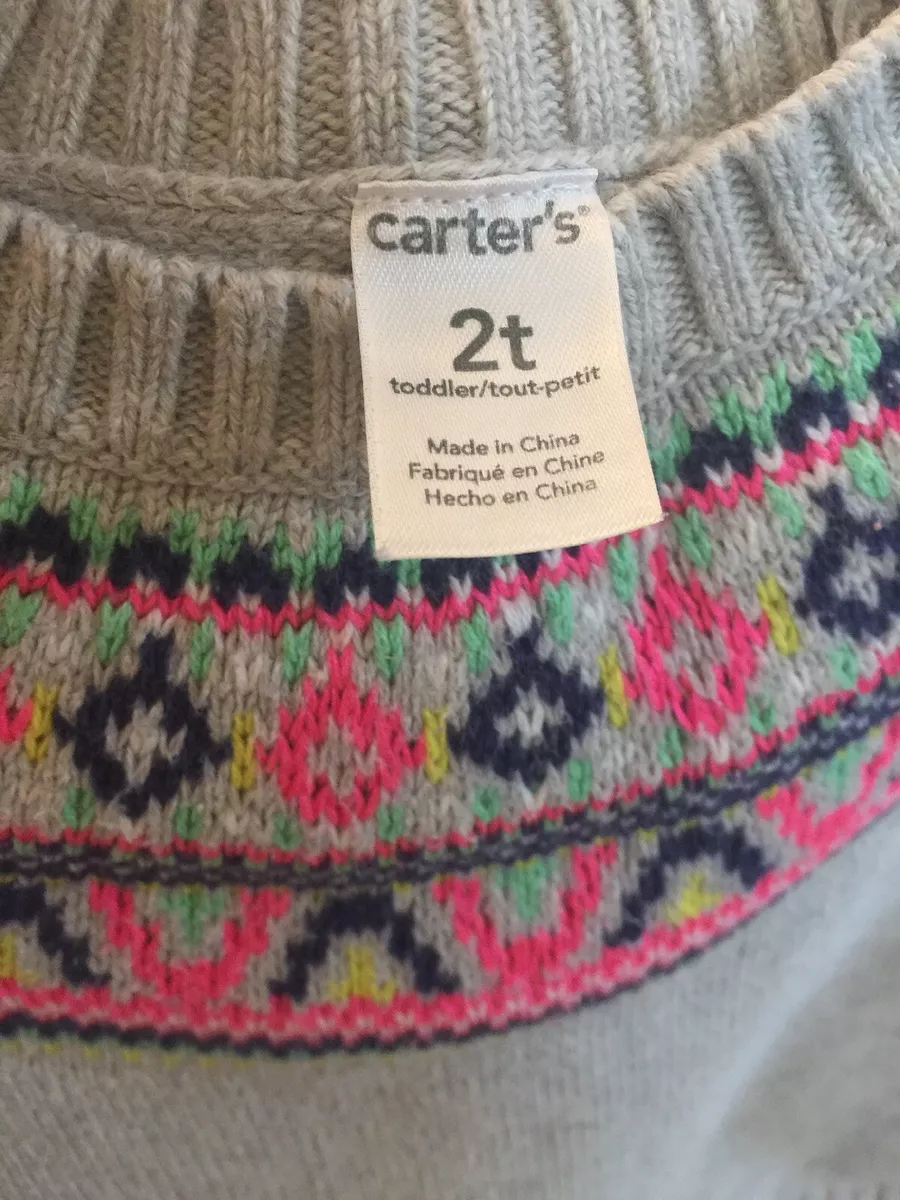 carter's®
2t
toddler/tout-petit
Made in China
Fabriqué en Chine
Hecho en China